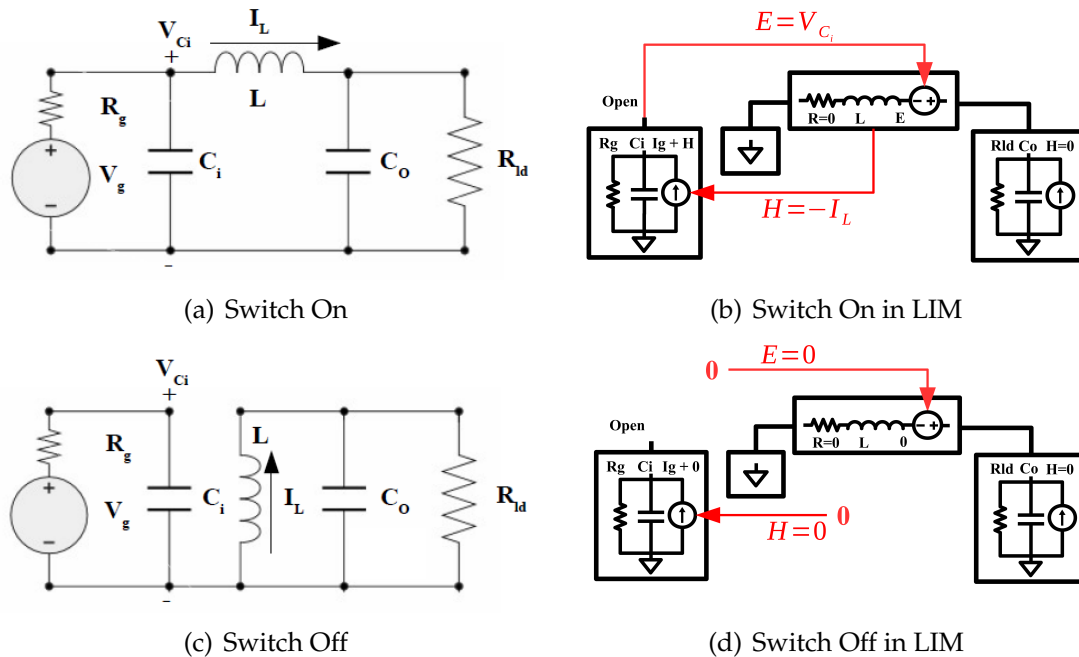 V_Ci I_L
+
L
R_g
+
V_g
−
C_i
C_O
R_ld
-
(a) Switch On
E=V_{C_i}
Open
− +
R=0 L E
Rg Ci Ig + H
Rld Co H=0
H=−I_L
(b) Switch On in LIM
V_Ci
+
L
R_g
+
V_g
−
C_i
I_L
C_O
R_ld
-
(c) Switch Off
E=0
0
Open
− +
R=0 L 0
Rg Ci Ig + 0
Rld Co H=0
0
H=0
(d) Switch Off in LIM